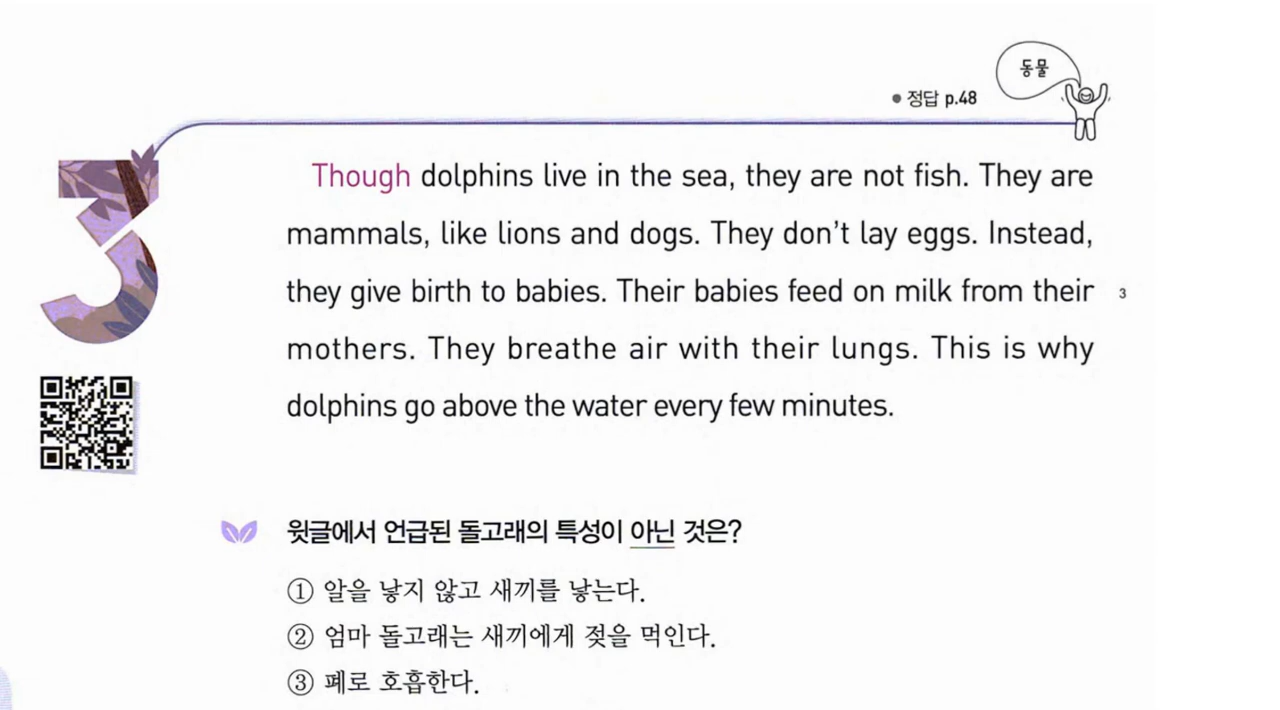 동물
● 정답 p.48
3
Though dolphins live in the sea, they are not fish. They are
mammals, like lions and dogs. They don't lay eggs. Instead,
they give birth to babies. Their babies feed on milk from their 3
mothers. They breathe air with their lungs. This is why
dolphins go above the water every few minutes.
윗글에서 언급된 돌고래의 특성이 아닌 것은?
① 알을 낳지 않고 새끼를 낳는다.
② 엄마 돌고래는 새끼에게 젖을 먹인다.
③ 폐로 호흡한다.